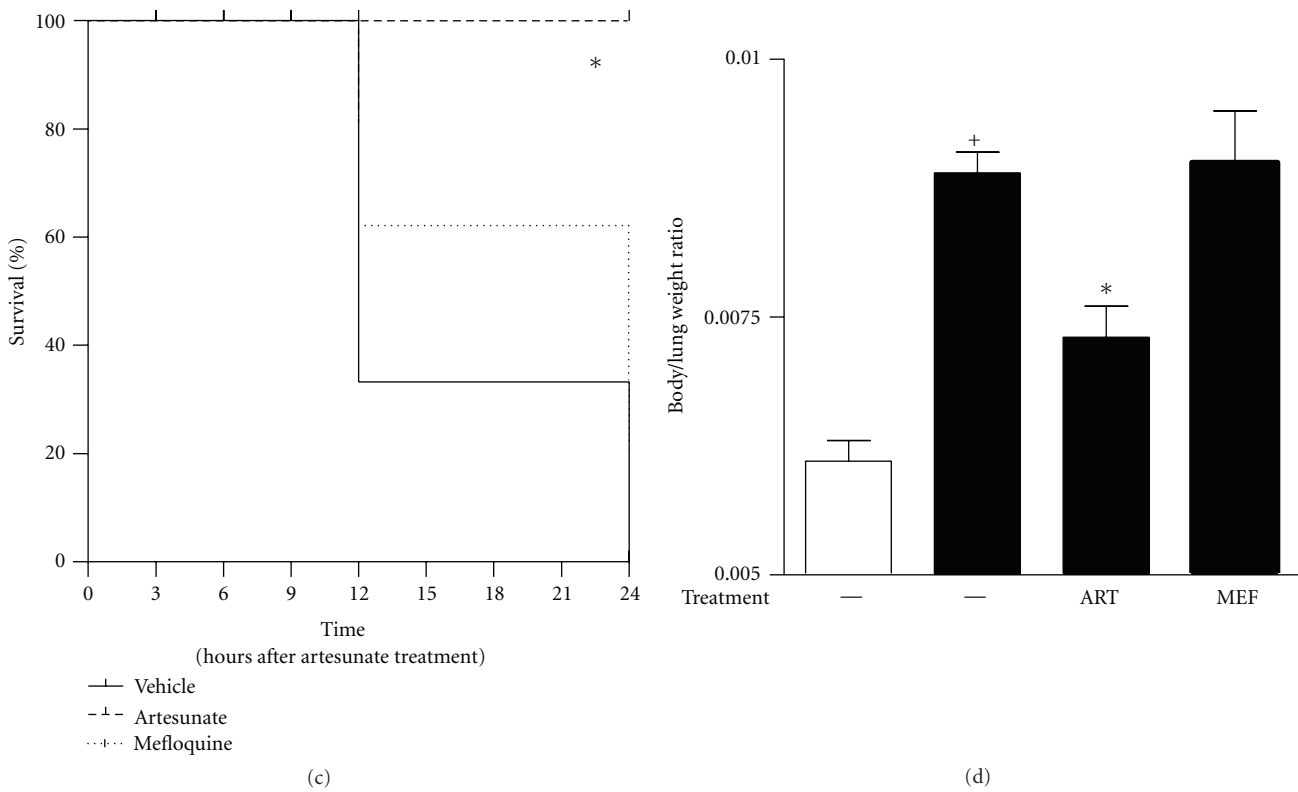 100
80
60
40
20
0
Survival (%)
*
0 3 6 9 12 15 18 21 24
Time
(hours after artesunate treatment)
Vehicle
Artesunate
Mefloquine
(c)
0.01
0.0075
0.005
Body/lung weight ratio
+
*
Treatment — — ART MEF
(d)